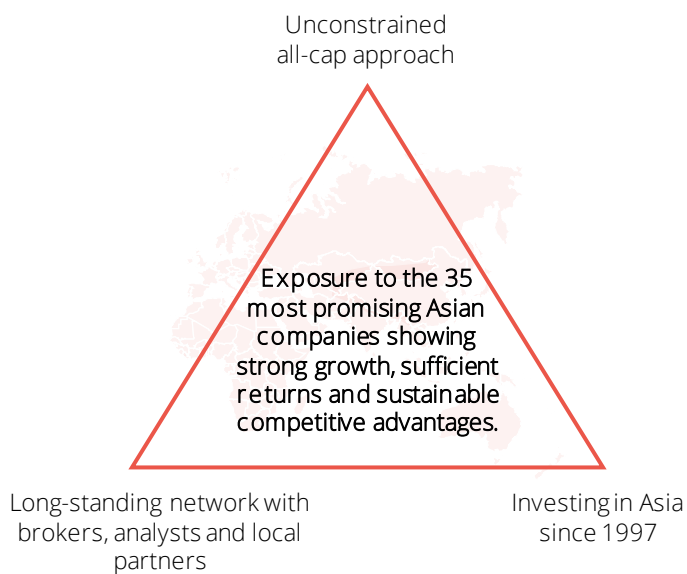 Unconstrained
all-cap approach
Exposure to the 35
most promising Asian
companies showing
strong growth, sufficient
returns and sustainable
competitive advantages.
Long-standing network with
brokers, analysts and local
partners
Investing in Asia
since 1997